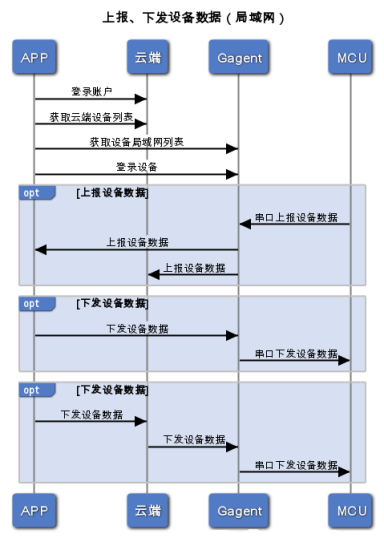 上报、下发设备数据（局域网）
APP 云端 Gagent MCU
登录账户
获取云端设备列表
获取设备局域网列表
登录设备
opt [上报设备数据]
串口上报设备数据
上报设备数据
上报设备数据
opt [下发设备数据]
下发设备数据
串口下发设备数据
opt [下发设备数据]
下发设备数据
下发设备数据
串口下发设备数据
APP 云端 Gagent MCU